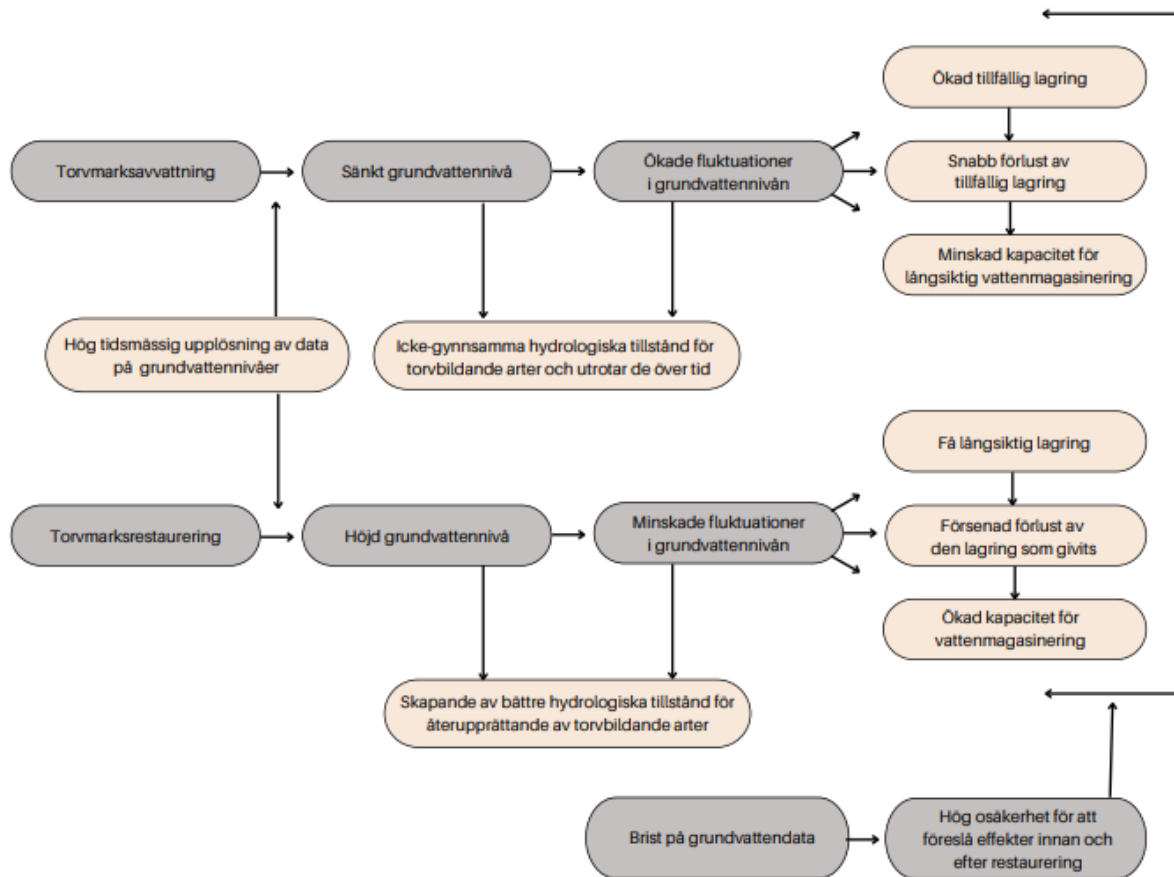 Ökad tillfällig lagring
Torvmarksavvattning
Sänkt grundvattennivå
Ökade fluktuationer
i grundvattennivån
Snabb förlust av
tillfällig lagring
Minskad kapacitet för
långsiktig vattenmagasinering
Hög tidsmässig upplösning av data
på grundvattennivåer
Icke-gynnsamma hydrologiska tillstånd för
torvbildande arter och utrotar de över tid
Få långsiktig lagring
Torvmarksrestaurering
Höjd grundvattennivå
Minskade fluktuationer
i grundvattennivån
Försenad förlust av
den lagring som givits
Ökad kapacitet för
vattenmagasinering
Skapande av bättre hydrologiska tillstånd för
återupprättande av torvbildande arter
Brist på grundvattendata
Hög osäkerhet för att
föreslå effekter innan och
efter restaurering